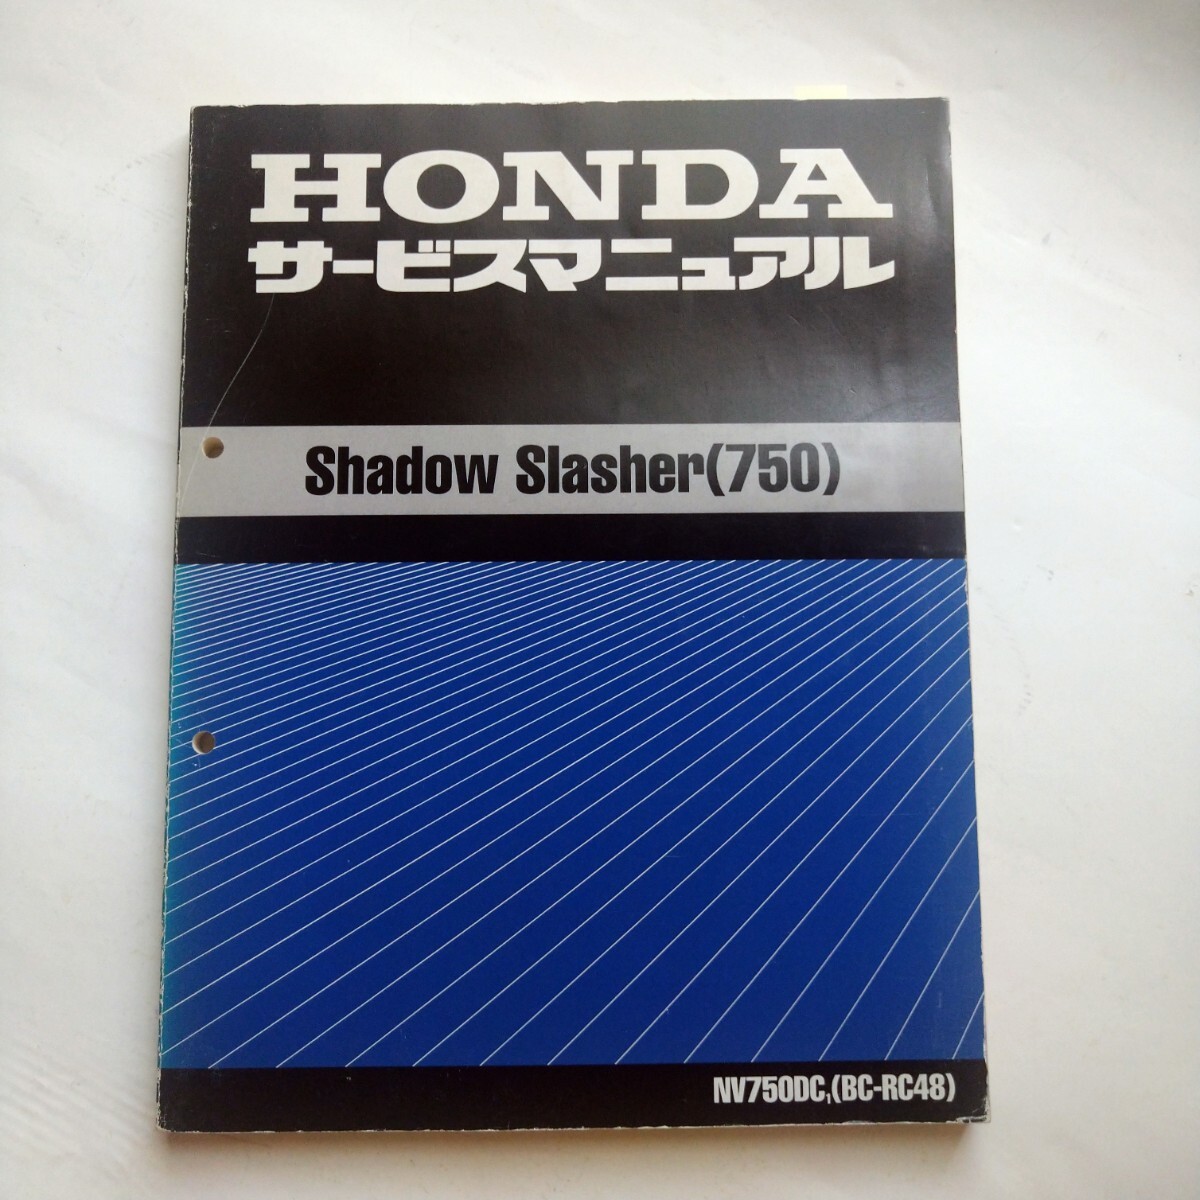 HONDA
サービスマニュアル
Shadow Slasher(750)
NV750DC₁(BC-RC48)